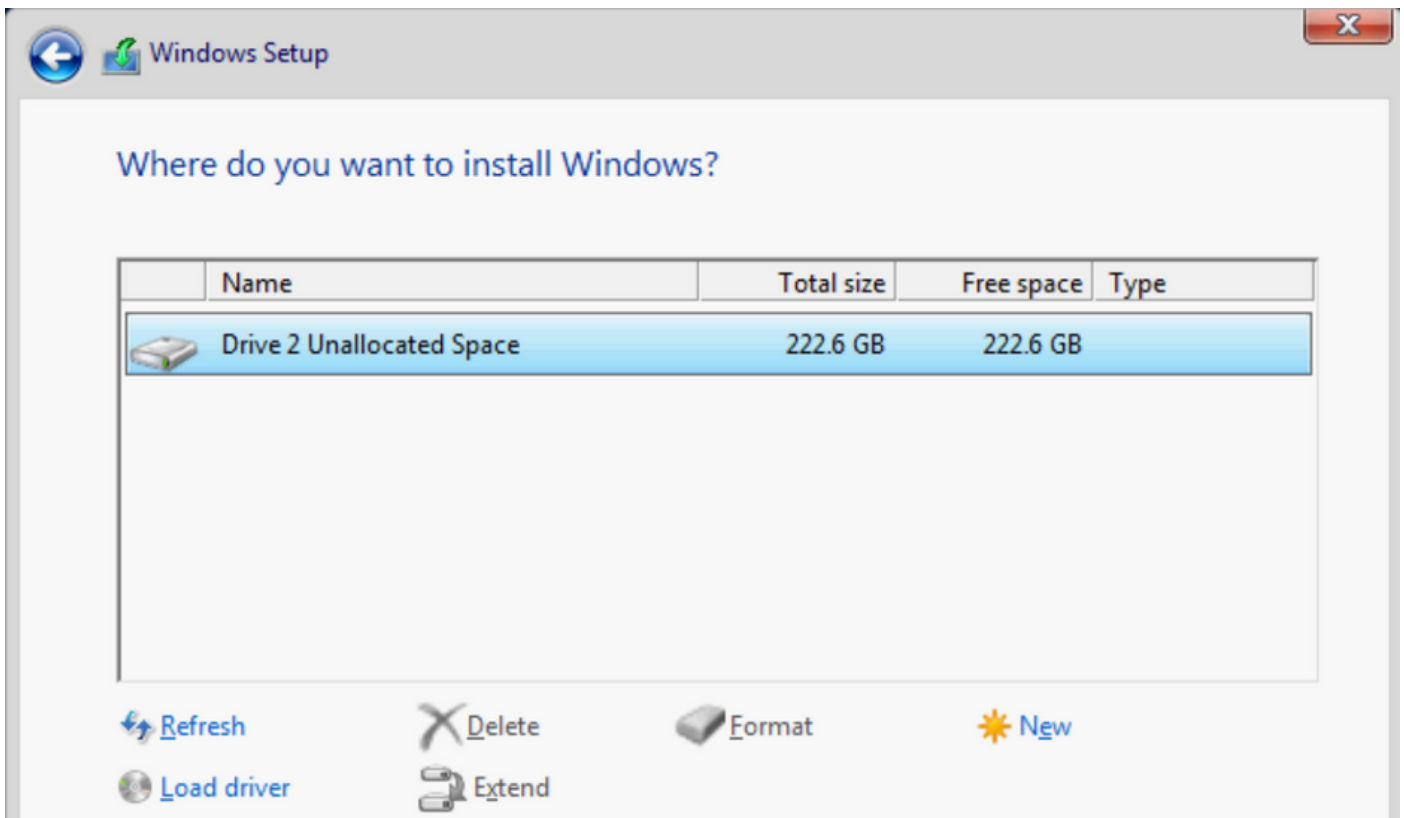 Windows Setup
Where do you want to install Windows?
Name Total size Free space Type
Drive 2 Unallocated Space 222.6 GB 222.6 GB
Refresh Delete Format New
Load driver Extend